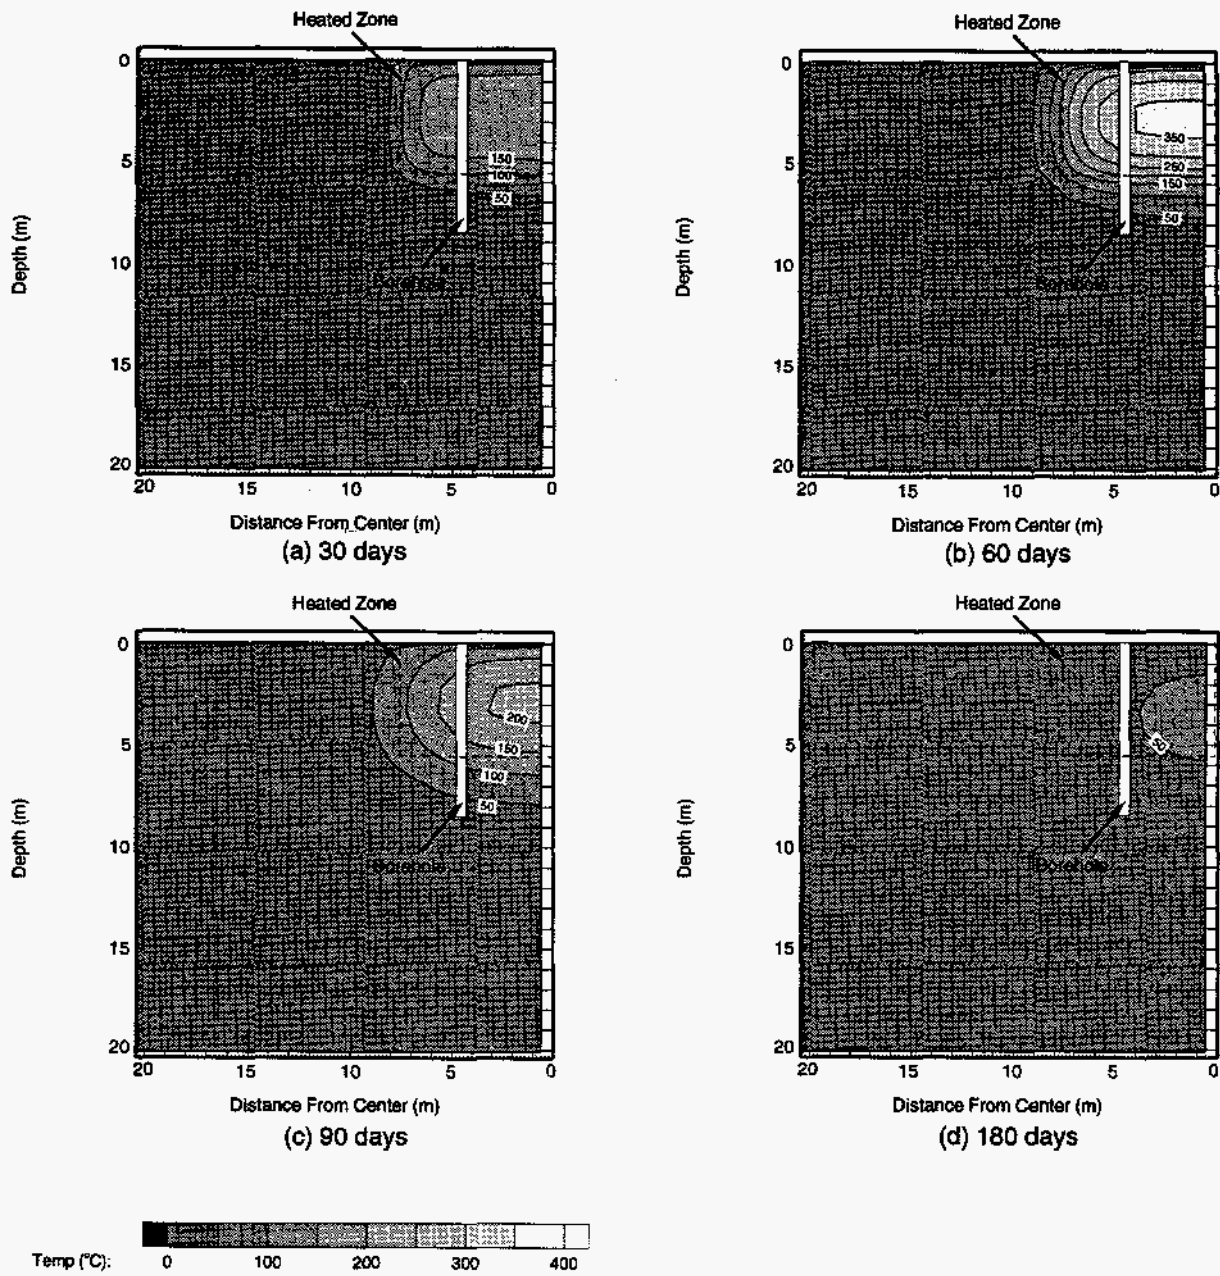 Heated Zone
0
5
10
15
20
Depth (m)
150
100
50
Borehole
20
15
10
5
0
Distance From Center (m)
(a) 30 days
Heated Zone
0
5
10
15
20
Depth (m)
350
250
150
50
Borehole
20
15
10
5
0
Distance From Center (m)
(b) 60 days
Heated Zone
0
5
10
15
20
Depth (m)
200
150
100
50
Borehole
20
15
10
5
0
Distance From Center (m)
(c) 90 days
Heated Zone
0
5
10
15
20
Depth (m)
50
Borehole
20
15
10
5
0
Distance From Center (m)
(d) 180 days
Temp (°C):
0
100
200
300
400